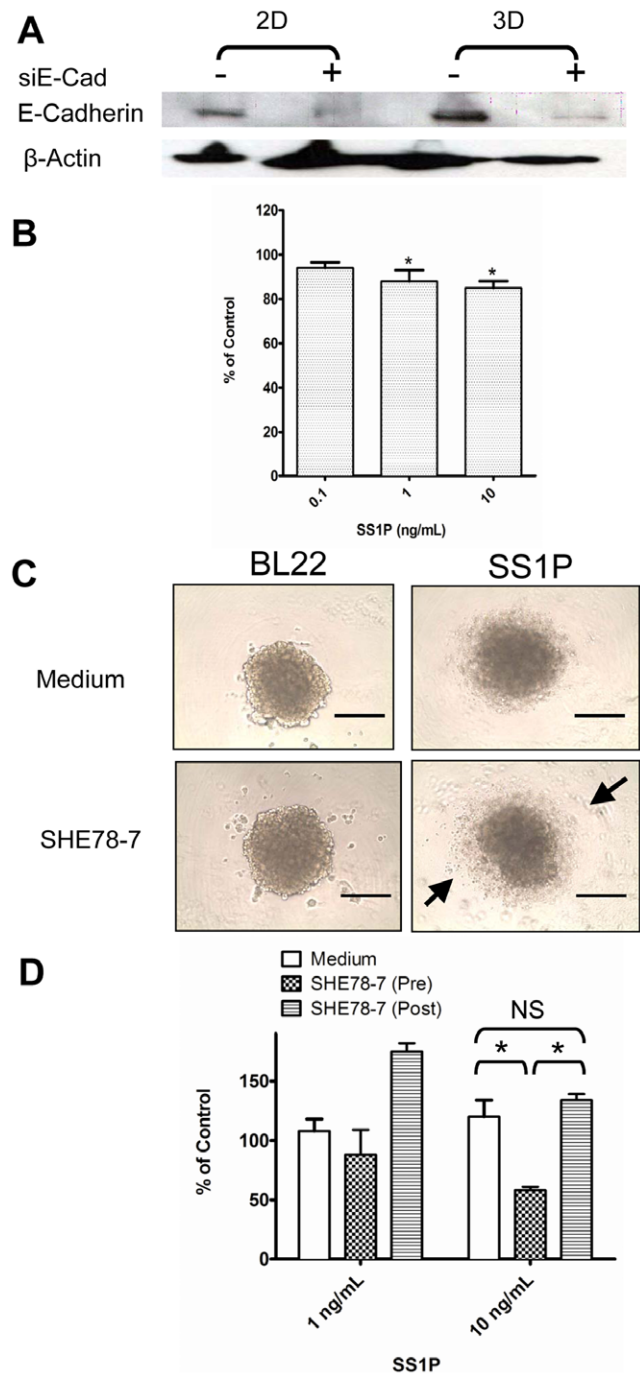 A
2D 3D
siE-Cad - + - +
E-Cadherin
β-Actin
B
120
100
80
60
40
20
0
% of Control
* *
0.1 1 10
SS1P (ng/mL)
C
BL22 SS1P
Medium
SHE78-7
D
Medium
SHE78-7 (Pre)
SHE78-7 (Post)
NS
* *
150
100
50
0
% of Control
1 ng/mL 10 ng/mL
SS1P